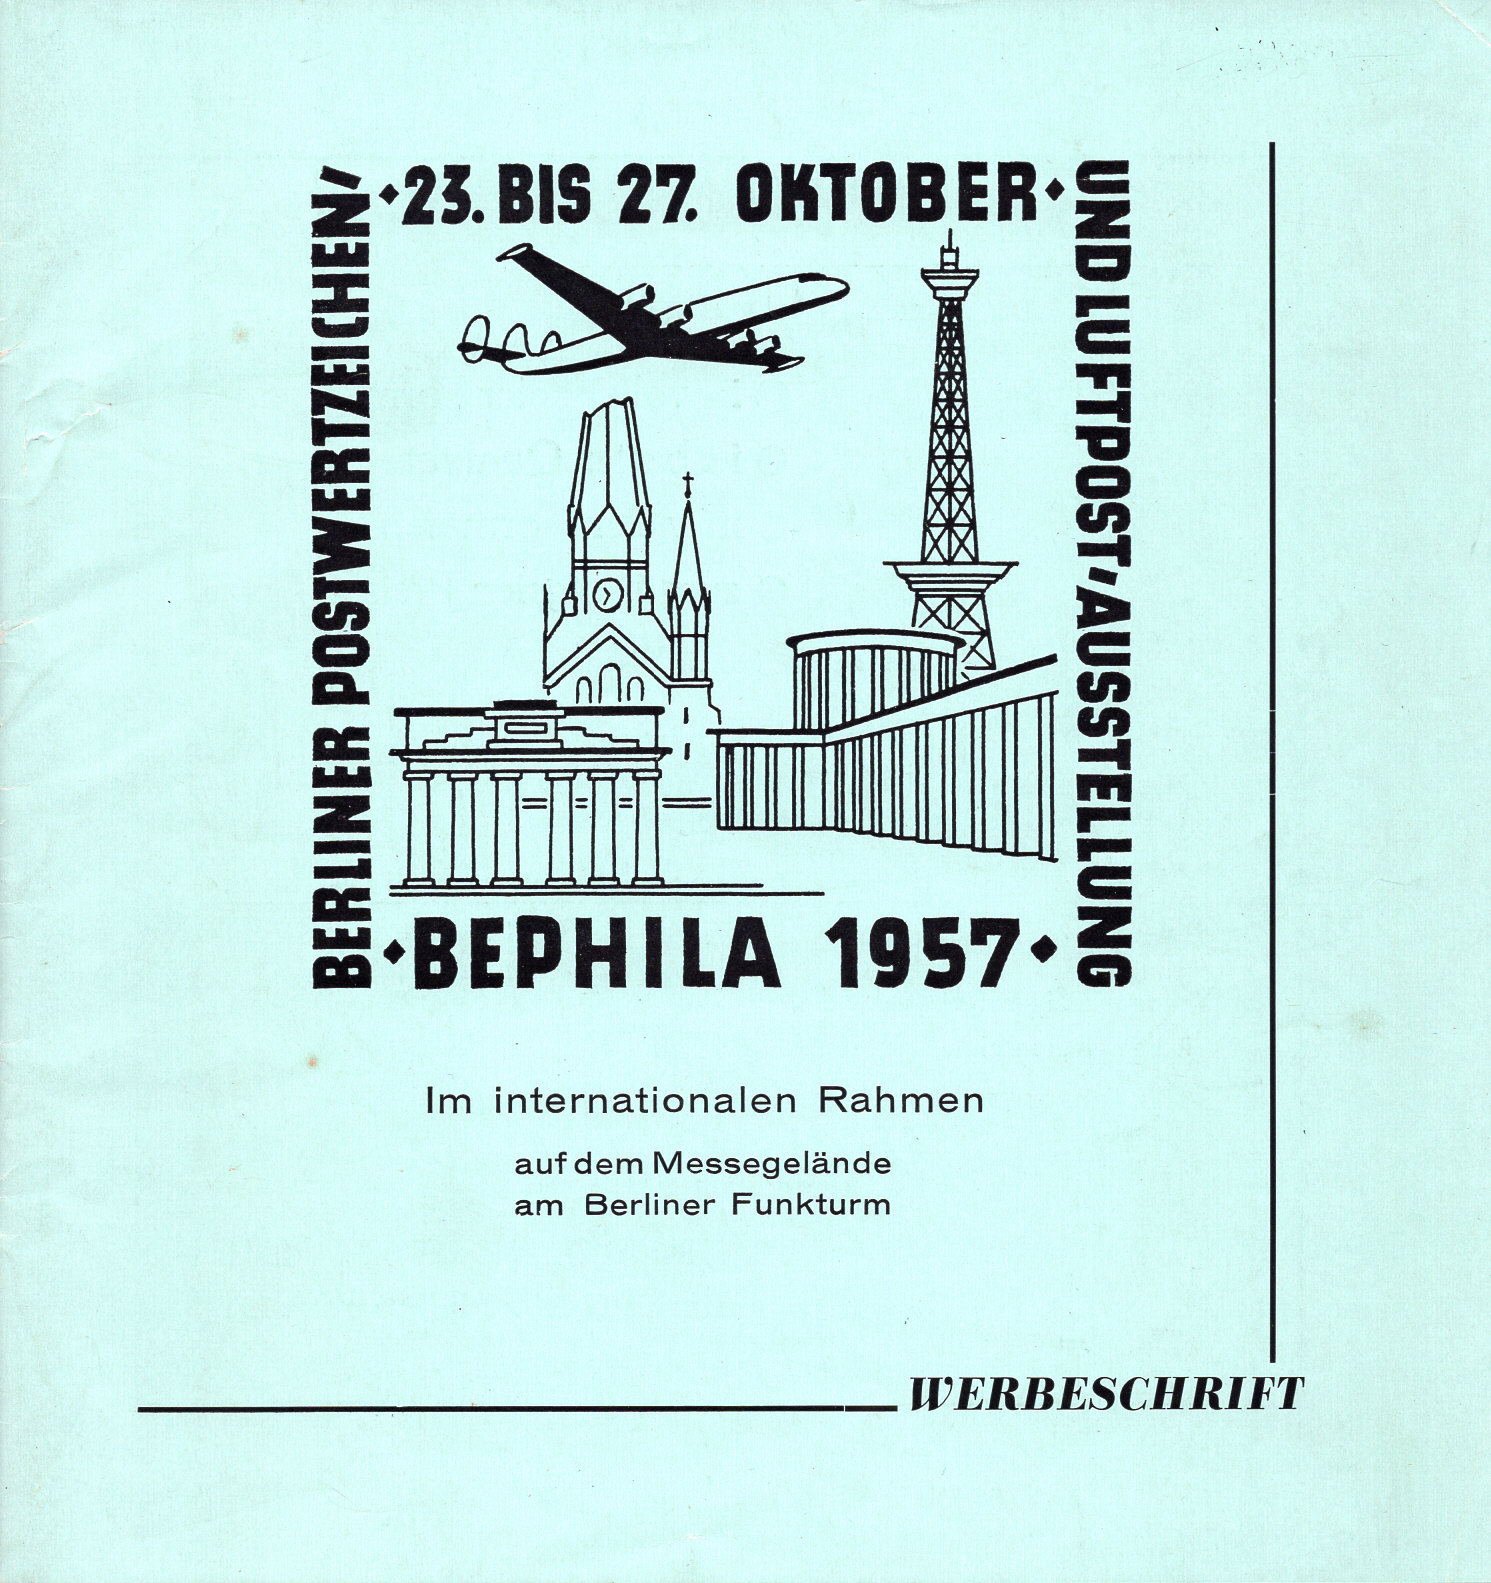 BERLINER POSTWERTZEICHEN-
◆ 23. BIS 27. OKTOBER ◆
UND LUFTPOST-AUSSTELLUNG
◆ BEPHILA 1957 ◆
Im internationalen Rahmen
auf dem Messegelände
am Berliner Funkturm
WERBESCHRIFT